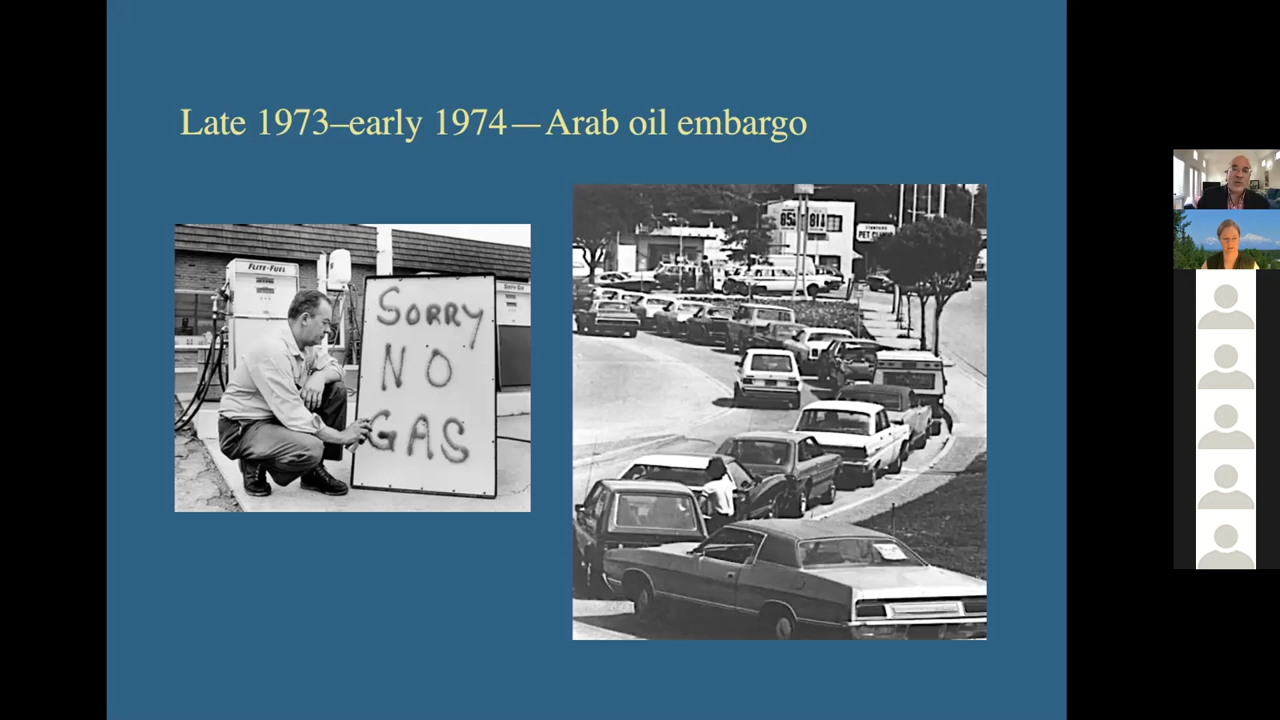 Late 1973–early 1974—Arab oil embargo
FLITE-FUEL
SORRY
NO
GAS
PET CLINIC